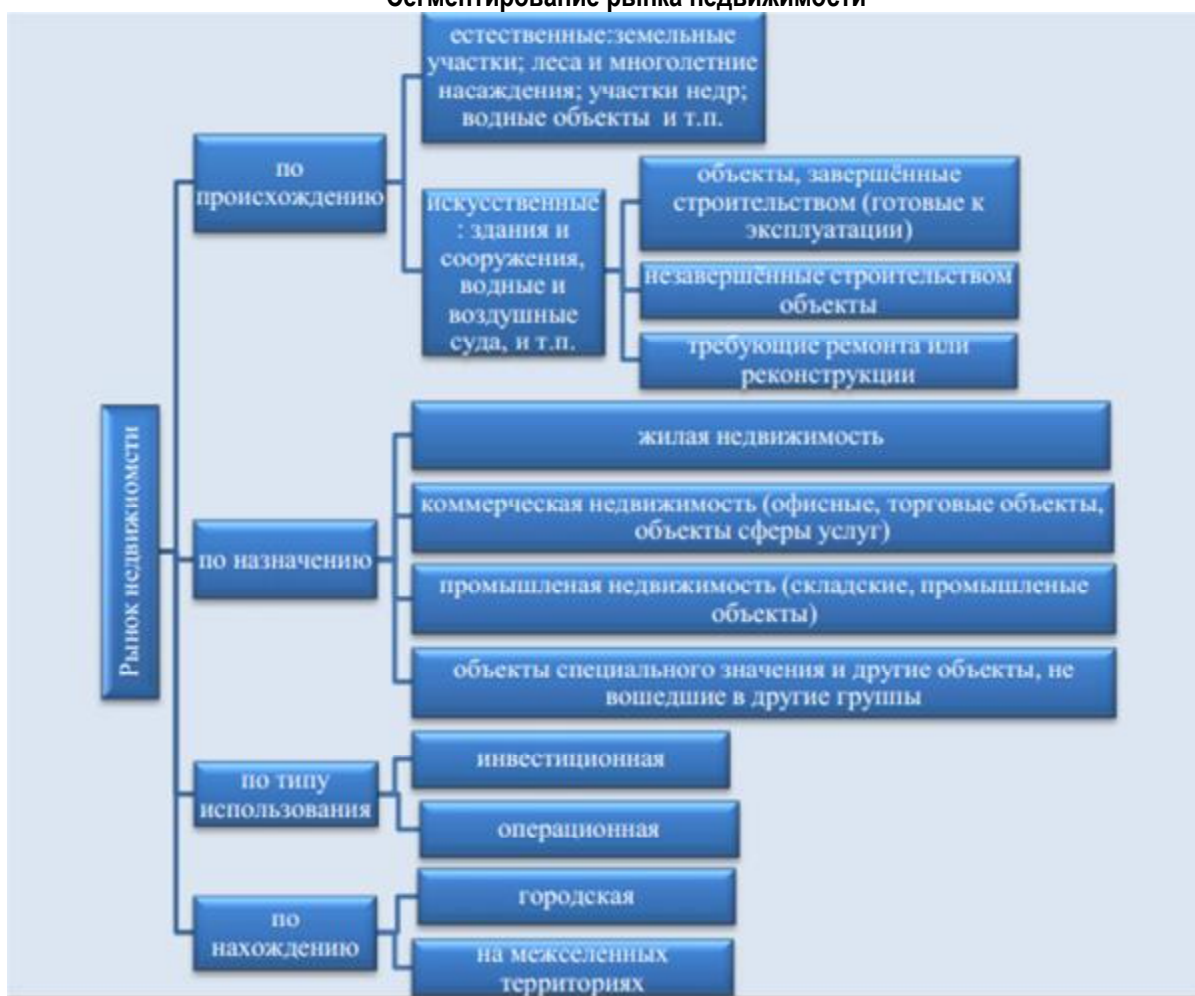 Сегментирование рынка недвижимости
естественные:земельные
участки; леса и многолетние
насаждения; участки недр;
водные объекты и т.п.
по
происхождению
искусственные
: здания и
сооружения,
водные и
воздушные
суда, и т.п.
объекты, завершённые
строительством (готовые к
эксплуатации)
незавершённые строительством
объекты
требующие ремонта или
реконструкции
Рынок недвижиомсти
по назначению
жилая недвижимость
коммерческая недвижимость (офисные, торговые объекты,
объекты сферы услуг)
промышленая недвижимость (складские, промышленые
объекты)
объекты специального значения и другие объекты, не
вошедшие в другие группы
по типу
использования
инвестиционная
операционная
по
нахождению
городская
на межселенных
территориях